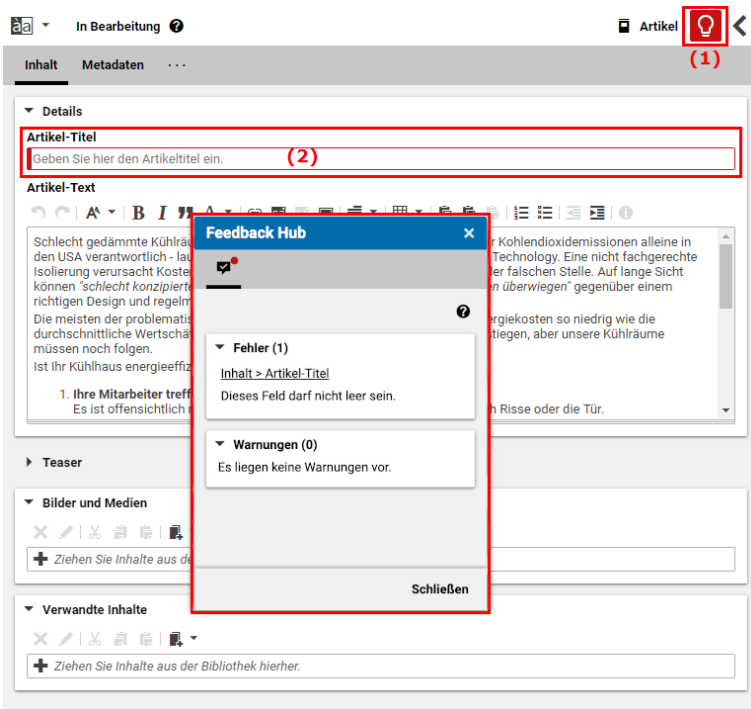 àa In Bearbeitung Artikel
(1)
Inhalt Metadaten ...
Details
Artikel-Titel
Geben Sie hier den Artikeltitel ein. (2)
Artikel-Text
B I A
Schlecht gedämmte Kühlräu r Kohlendioxidemissionen alleine in
den USA verantwortlich - lau Technology. Eine nicht fachgerechte
Isolierung verursacht Koste der falschen Stelle. Auf lange Sicht
können "schlecht konzipierte en überwiegen" gegenüber einem
richtigen Design und regelm
Die meisten der problematis ergiekosten so niedrig wie die
durchschnittliche Wertschät stiegen, aber unsere Kühlräume
müssen noch folgen.
Ist Ihr Kühlhaus energieeffiz
1. Ihre Mitarbeiter treff
Es ist offensichtlich h Risse oder die Tür.
Feedback Hub
Fehler (1)
Inhalt > Artikel-Titel
Dieses Feld darf nicht leer sein.
Warnungen (0)
Es liegen keine Warnungen vor.
Schließen
Teaser
Bilder und Medien
Ziehen Sie Inhalte aus de
Verwandte Inhalte
Ziehen Sie Inhalte aus der Bibliothek hierher.